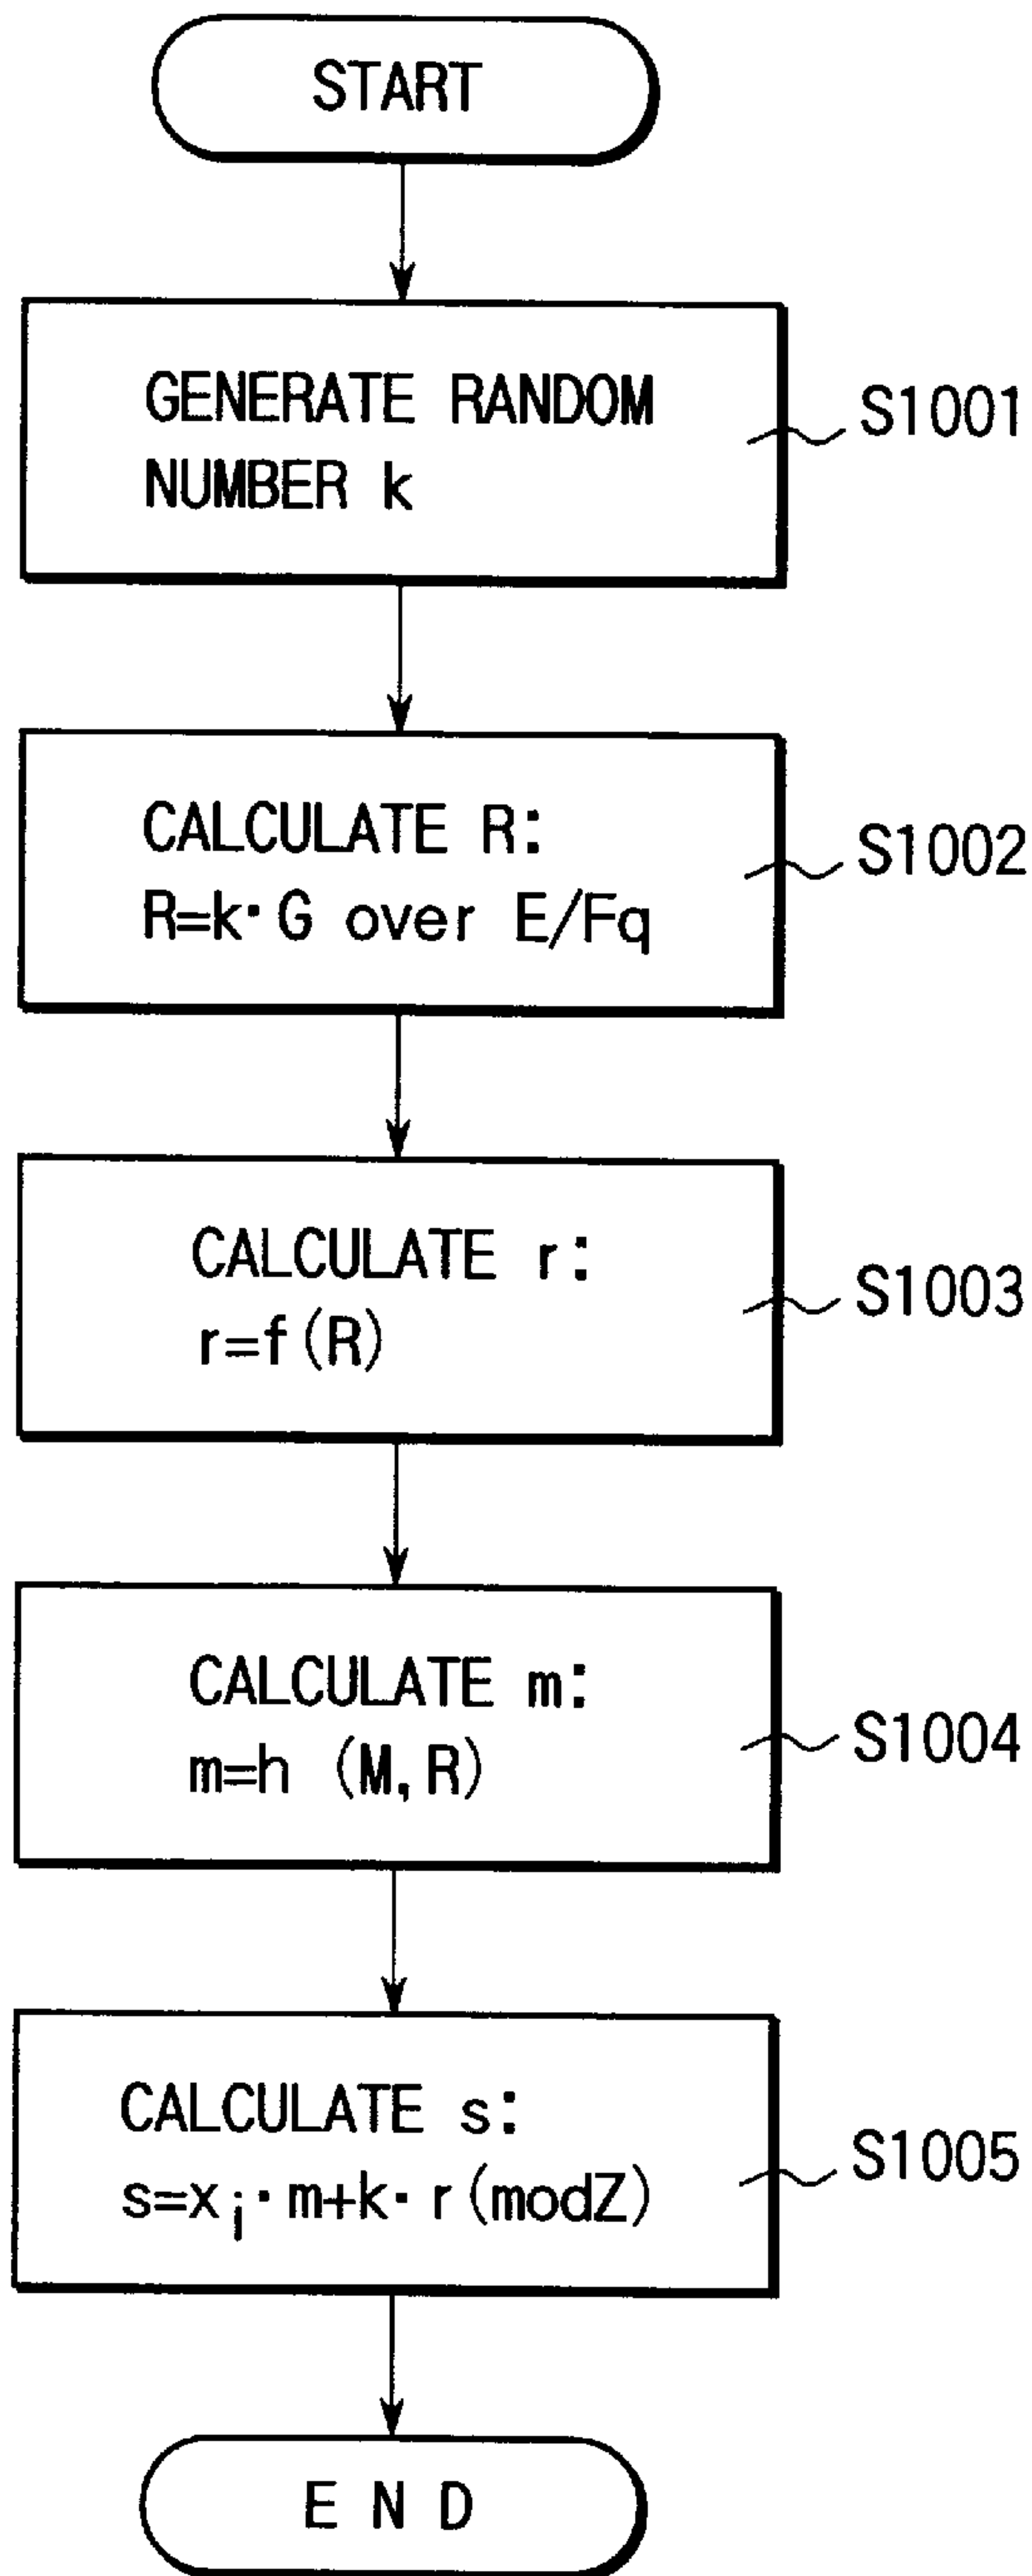 START
GENERATE RANDOM
NUMBER k
S1001
CALCULATE R:
R=k·G over E/Fq
S1002
CALCULATE r:
r=f(R)
S1003
CALCULATE m:
m=h (M,R)
S1004
CALCULATE s:
s=xi·m+k·r(modZ)
S1005
E N D